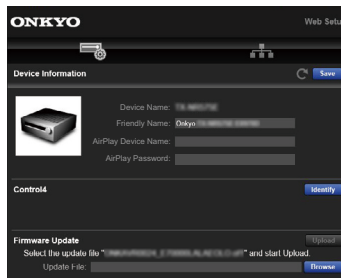 ONKYO
Web Setu
Device Information
Save
Device Name:
Friendly Name: Onkyo
AirPlay Device Name:
AirPlay Password:
Control4
Identify
Firmware Update
Upload
Select the update file " " and start Upload.
Update File:
Browse